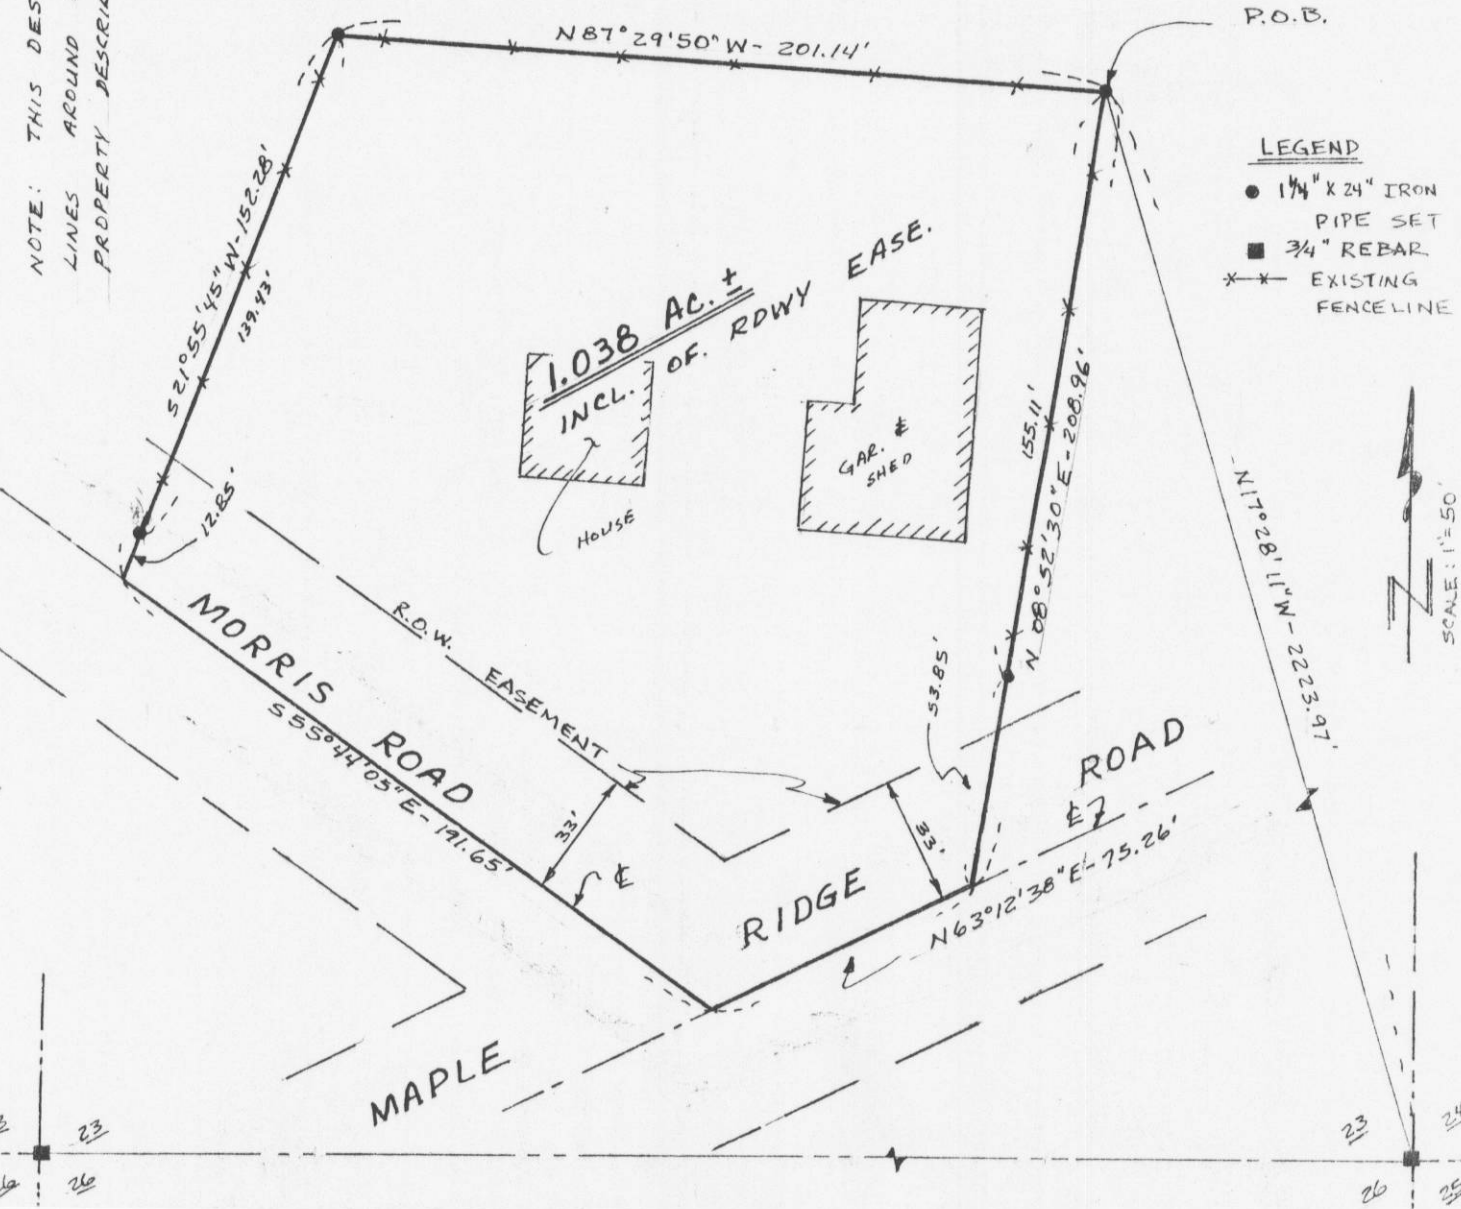 NOTE: THIS DES
LINES AROUND
PROPERTY DESCRI
N87°29'50"W - 201.14'
P.O.B.
LEGEND
1¼" X 24" IRON
PIPE SET
3/4" REBAR
EXISTING
FENCELINE
S21°55'45"W - 152.28'
139.43'
12.85'
1.038 AC. ±
INCL. OF. RDWY EASE.
HOUSE
GAR. &
SHED
155.11'
N 08°52'30"E - 208.96'
53.85'
N17°28'11"W - 2223.97'
N
SCALE: 1"=50'
R.O.W. EASEMENT
MORRIS ROAD
S55°44'05"E - 191.65'
33'
℄
33'
℄
MAPLE RIDGE ROAD
N63°12'38"E - 75.26'
23
26
23
24
26
25